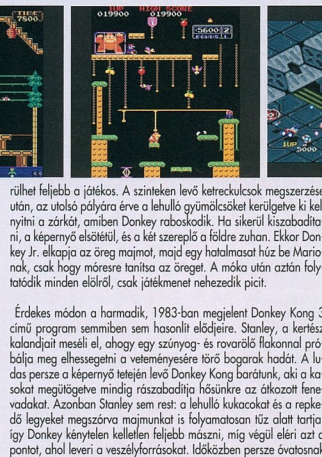 TIME
7800
1UP HIGH SCORE
019900 019900
5600 2
1UP
5000
rülhet feljebb a játékos. A szinteken levő ketreckulcsok megszerzése
után, az utolsó pályára érve a lehulló gyümölcsöket kerülgetve ki kell
nyitni a zárkát, amiben Donkey raboskodik. Ha sikerül kiszabadíta-
ni, a képernyő elsötétül, és a két szereplő a földre zuhan. Ekkor Don-
key Jr. elkapja az öreg majmot, majd egy hatalmasat húz be Mario-
nak, csak hogy móresre tanítsa az öreget. A móka után aztán foly-
tatódik minden elölről, csak játékmenet nehezedik picit.
Érdekes módon a harmadik, 1983-ban megjelent Donkey Kong 3
című program semmiben sem hasonlít elődjeire. Stanley, a kertész
kalandjait meséli el, ahogy egy szúnyog- és rovarölő flakonnal pró-
bálja meg elhessegetni a veteményesére törő bogarak hadát. A lu-
das persze a képernyő tetején levő Donkey Kong barátunk, aki a ka-
sokat megütögetve mindig rászabadítja hősünkre az átkozott fene-
vadakat. Azonban Stanley sem rest: a lehulló kukacokat és a repke-
dő legyeket megszórva majmunkat is folyamatosan tűz alatt tartja,
így Donkey kénytelen kelletlen feljebb mászni, míg végül eléri azt a
pontot, ahol leveri a veszélyforrásokat. Időközben persze óvatosnak